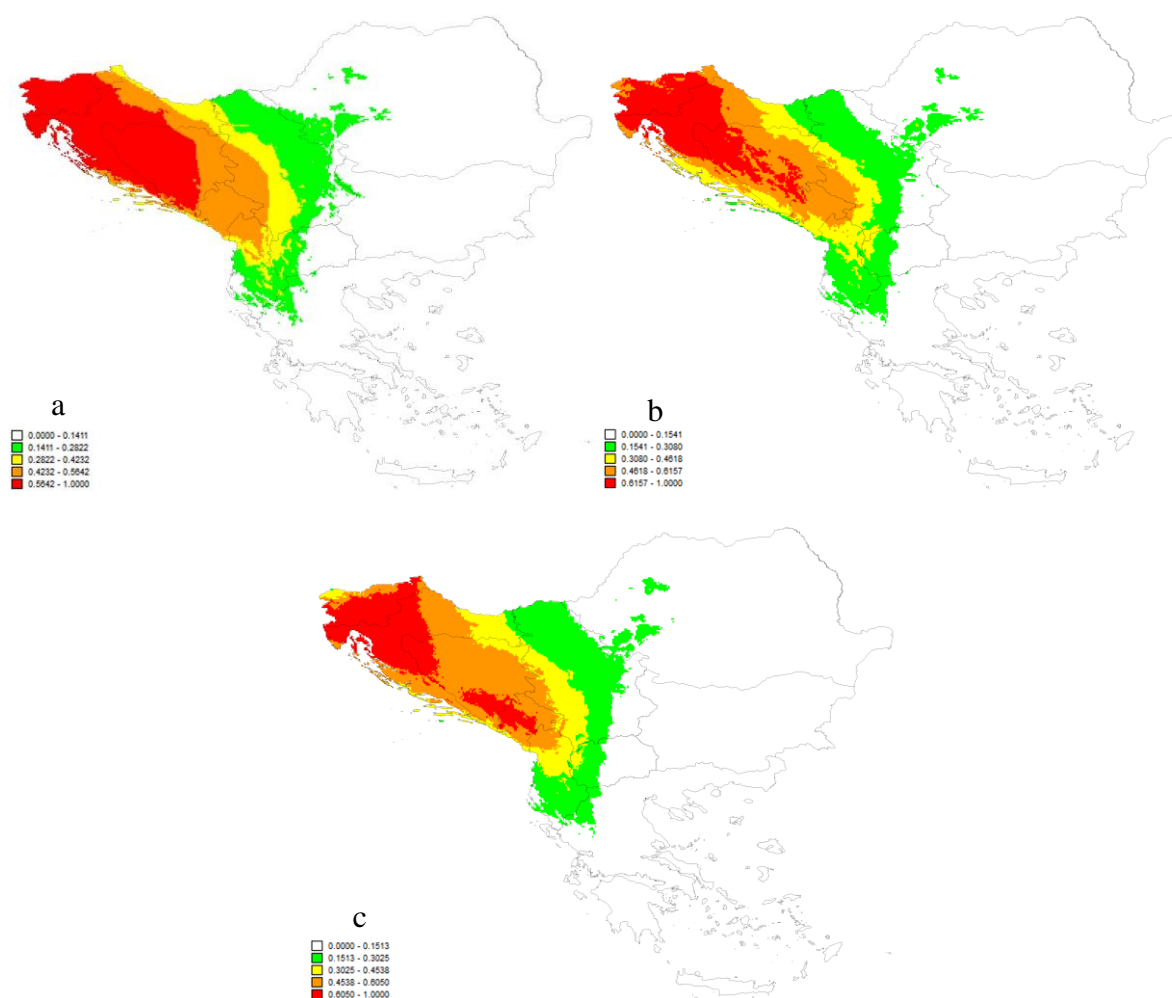 a
0.0000 - 0.1411
0.1411 - 0.2822
0.2822 - 0.4232
0.4232 - 0.5642
0.5642 - 1.0000
b
0.0000 - 0.1541
0.1541 - 0.3080
0.3080 - 0.4618
0.4618 - 0.6157
0.6157 - 1.0000
c
0.0000 - 0.1513
0.1513 - 0.3025
0.3025 - 0.4538
0.4538 - 0.6050
0.6050 - 1.0000